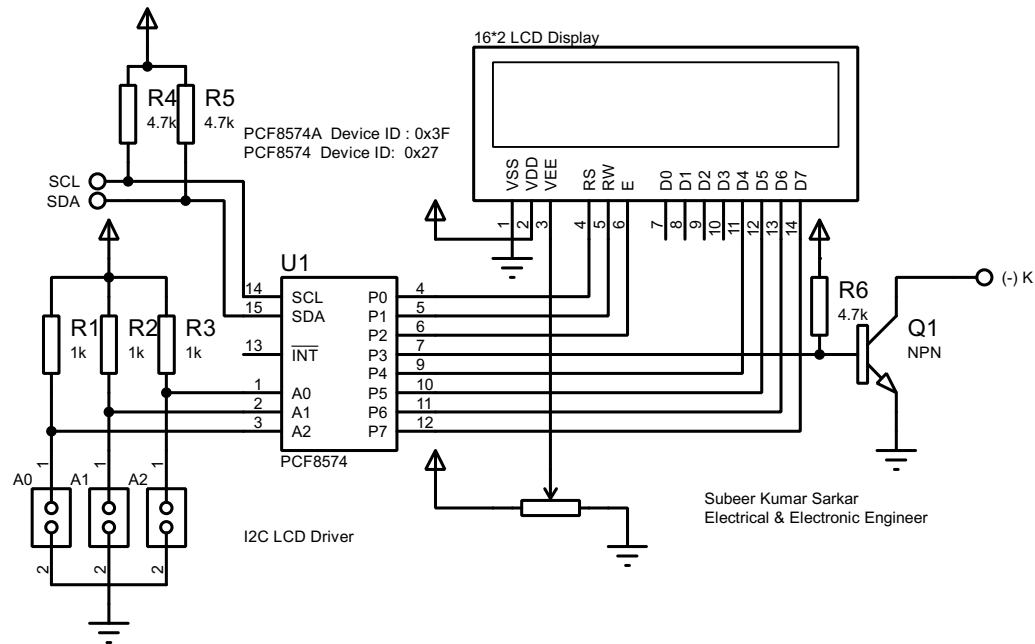 16*2 LCD Display
R4
4.7k
R5
4.7k
PCF8574A Device ID : 0x3F
PCF8574 Device ID: 0x27
SCL
SDA
VSS
VDD
VEE
RS
RW
E
D0
D1
D2
D3
D4
D5
D6
D7
1
2
3
4
5
6
7
8
9
10
11
12
13
14
U1
14
15
13
1
2
3
SCL
SDA
INT
A0
A1
A2
P0
P1
P2
P3
P4
P5
P6
P7
4
5
6
7
9
10
11
12
PCF8574
R1
1k
R2
1k
R3
1k
R6
4.7k
Q1
NPN
(-) K
A0
A1
A2
1
1
1
2
2
2
I2C LCD Driver
Subeer Kumar Sarkar
Electrical & Electronic Engineer